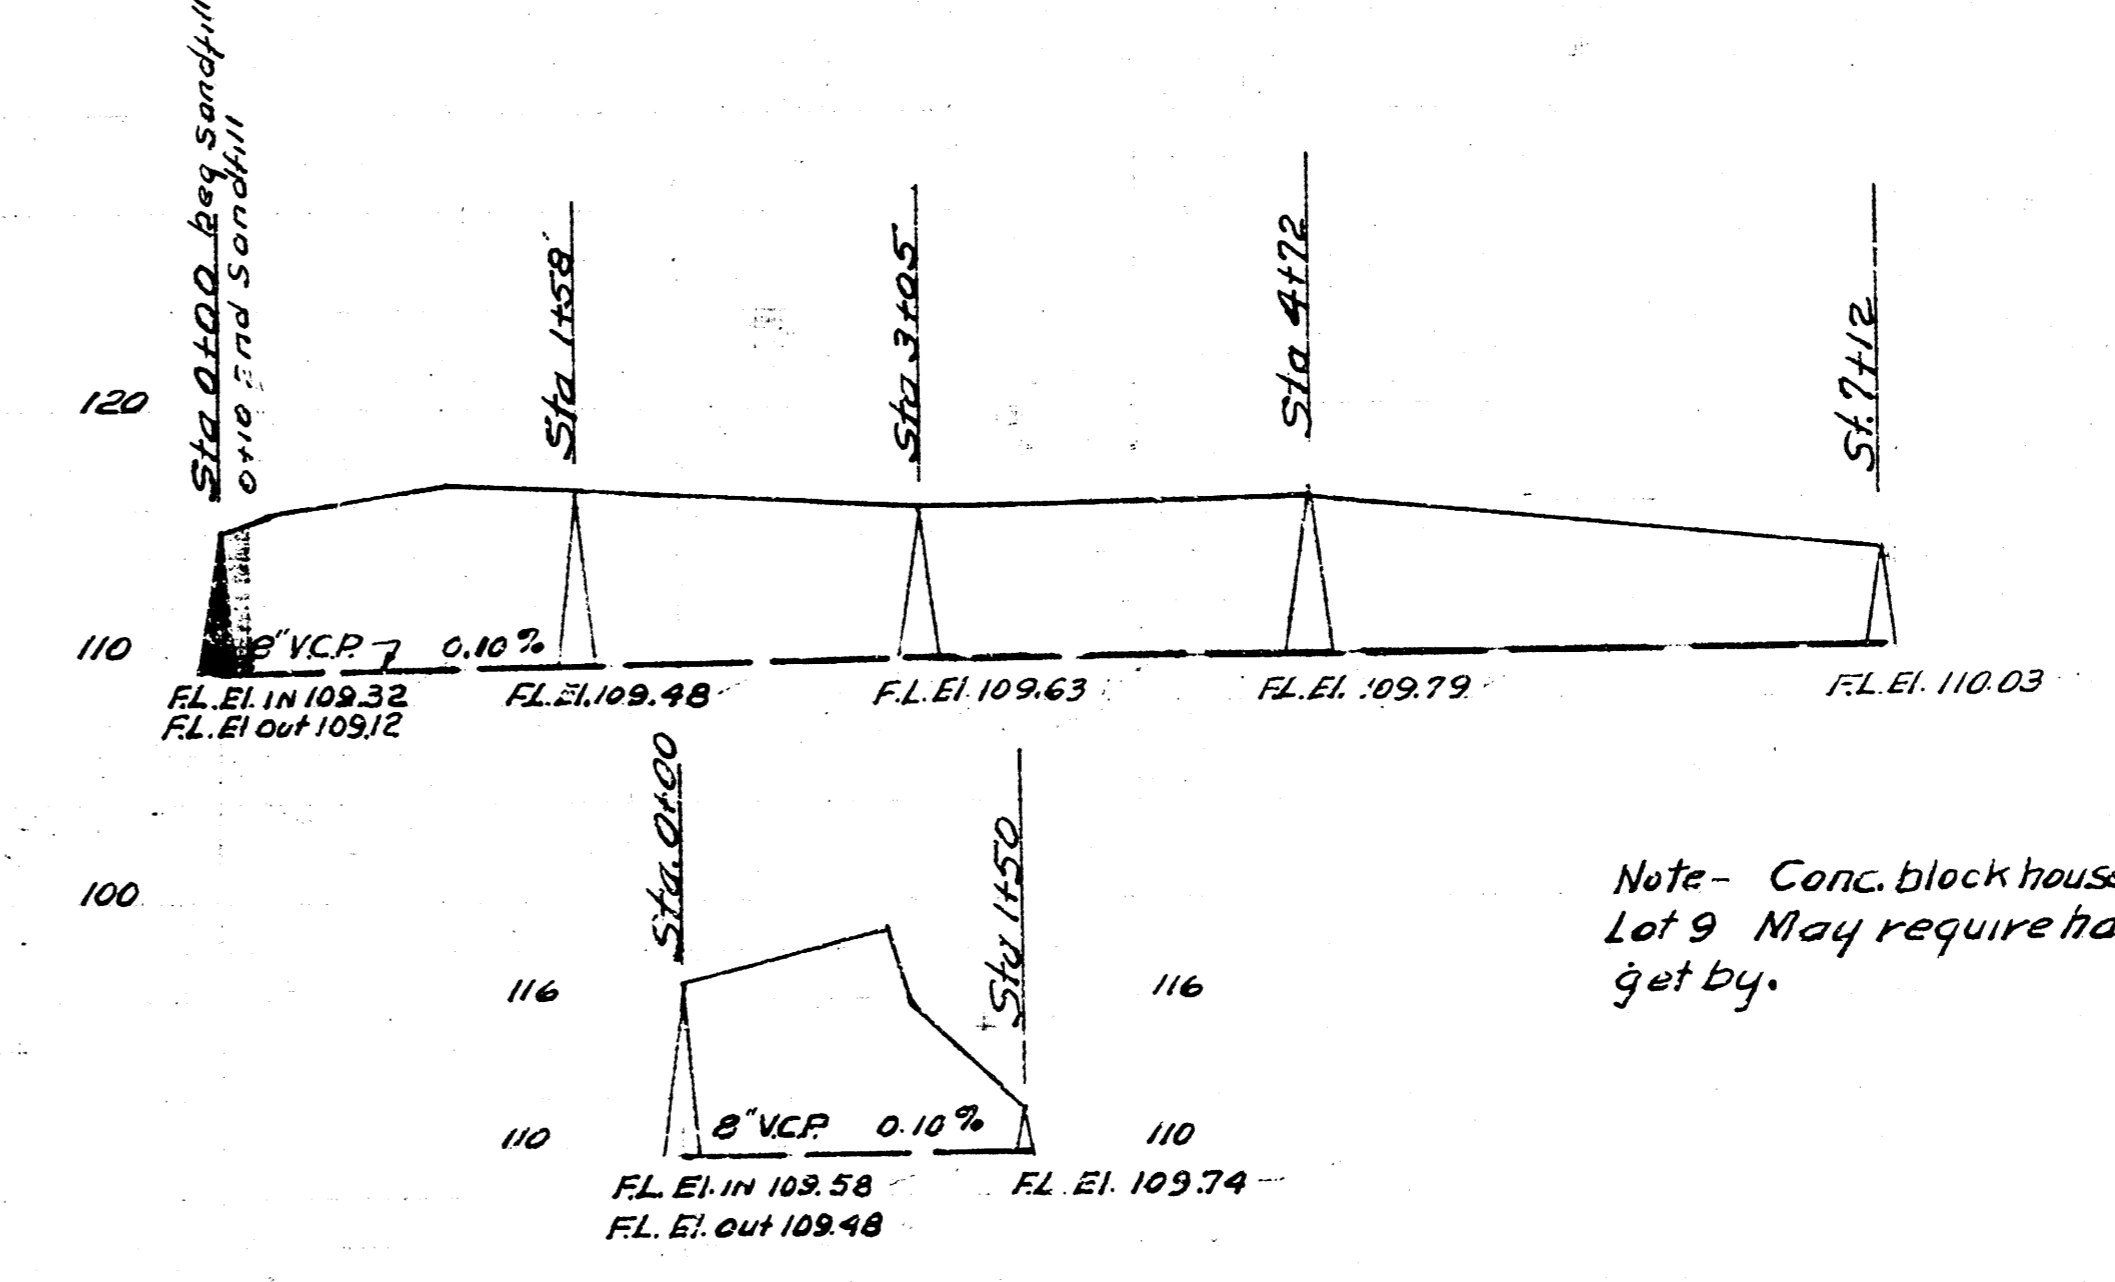 Sta 0+00 beg sandfill
0+10 End Sandfill
Sta 1+58
Sta 3+05
Sta 4+72
St. 7+12
120
110
8" V.C.P. 0.10%
F.L. El. IN 109.32
F.L. El out 109.12
F.L. El. 109.48
F.L. El. 109.63
F.L. El. 109.79
F.L. El. 110.03
100
Sta. 0+00
Sta 1+50
Note - Conc. block hous
Lot 9 May require ha
get by.
116
116
110
8" V.C.P. 0.10%
110
F.L. El. IN 109.58
F.L. El. out 109.48
F.L. El. 109.74